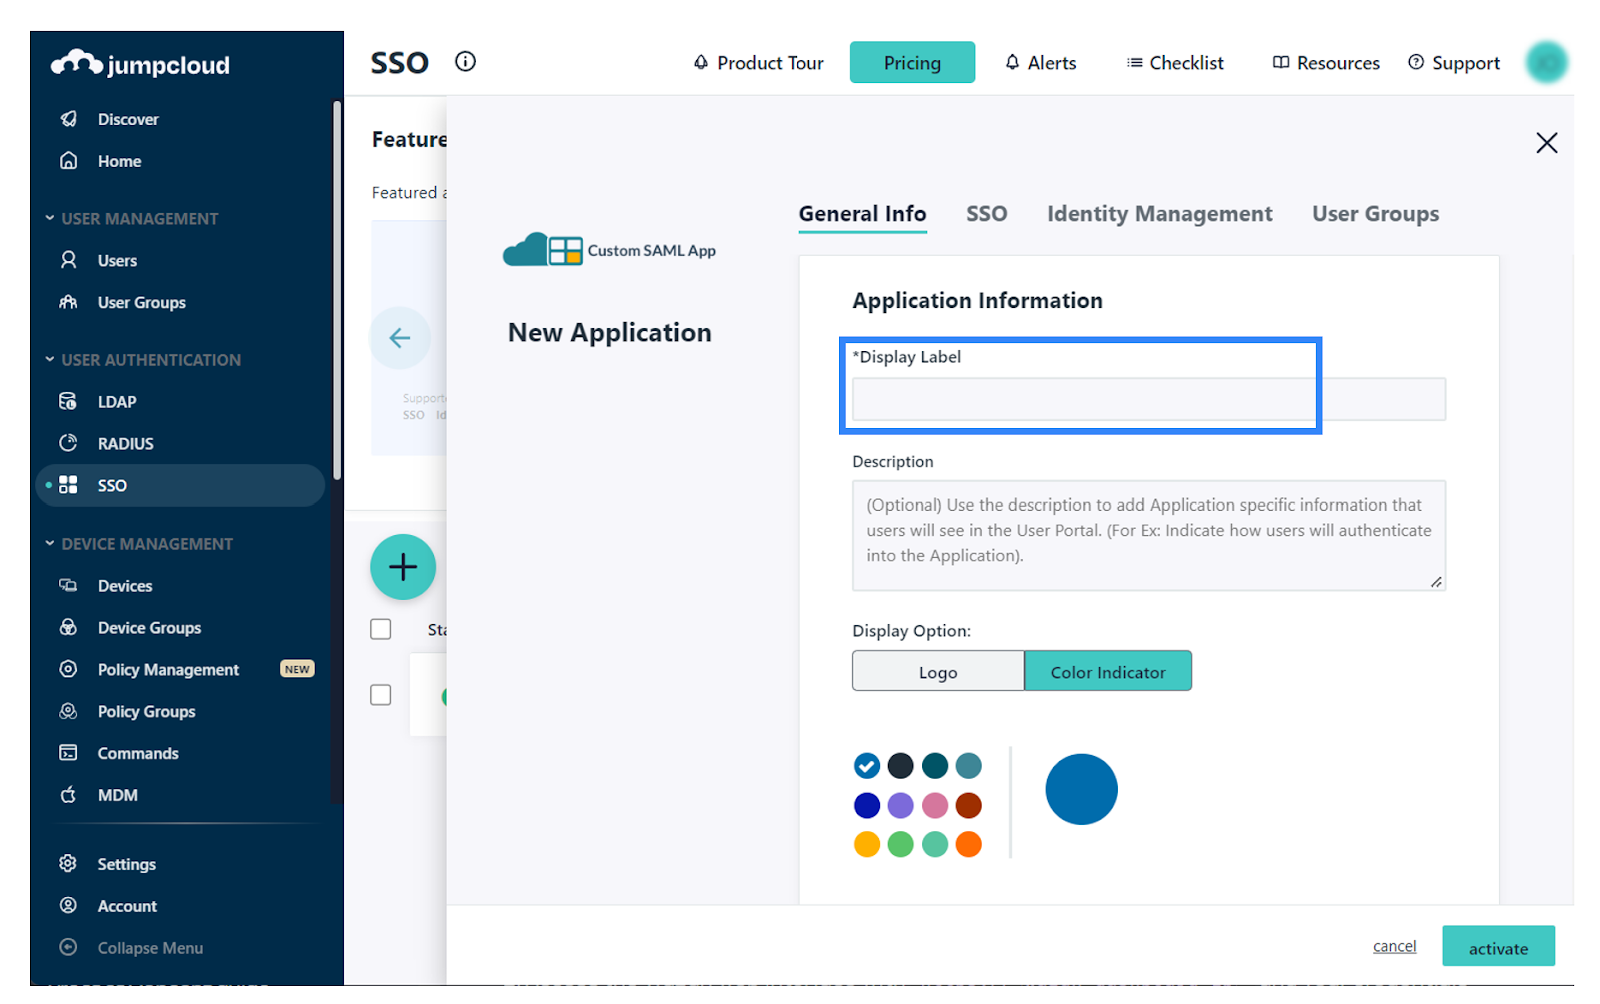 jumpcloud
Discover
Home
USER MANAGEMENT
Users
User Groups
USER AUTHENTICATION
LDAP
RADIUS
SSO
DEVICE MANAGEMENT
Devices
Device Groups
Policy Management NEW
Policy Groups
Commands
MDM
Settings
Account
Collapse Menu
SSO
Product Tour
Pricing
Alerts
Checklist
Resources
Support
Feature
Featured a
Supporte
SSO Id
Sta
Custom SAML App
New Application
General Info SSO Identity Management User Groups
Application Information
*Display Label
Description
(Optional) Use the description to add Application specific information that
users will see in the User Portal. (For Ex: Indicate how users will authenticate
into the Application).
Display Option:
Logo Color Indicator
cancel activate